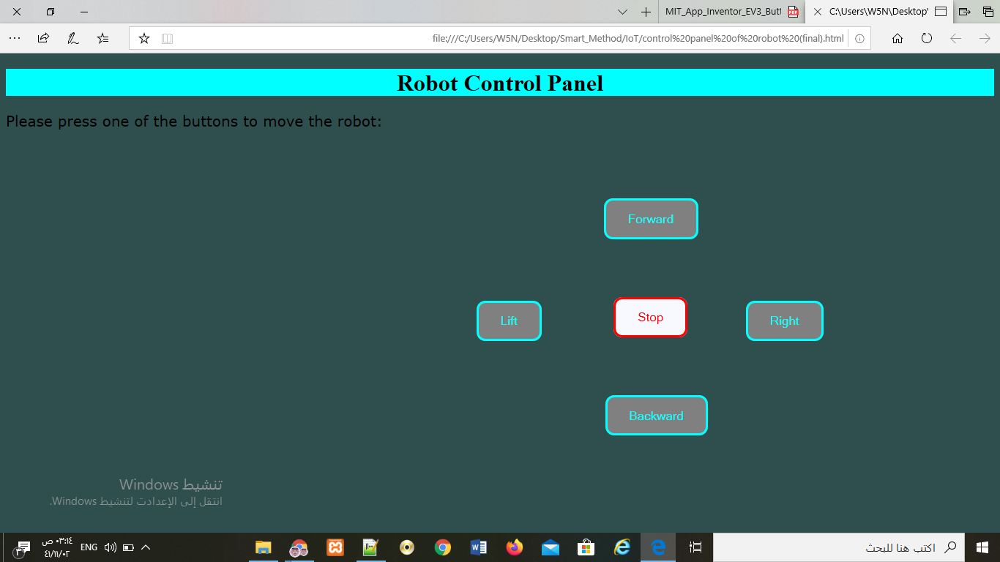 MIT_App_Inventor_EV3_Butt
C:\Users\W5N\Desktop\
file:///C:/Users/W5N/Desktop/Smart_Method/IoT/control%20panel%20of%20robot%20(final).html
Robot Control Panel
Please press one of the buttons to move the robot:
Forward
Lift
Stop
Right
Backward
تنشيط Windows
انتقل إلى الإعدادت لتنشيط Windows.
٠٣:١٤ ص
٤١/١١/٠٢
ENG
٣
اكتب هنا للبحث